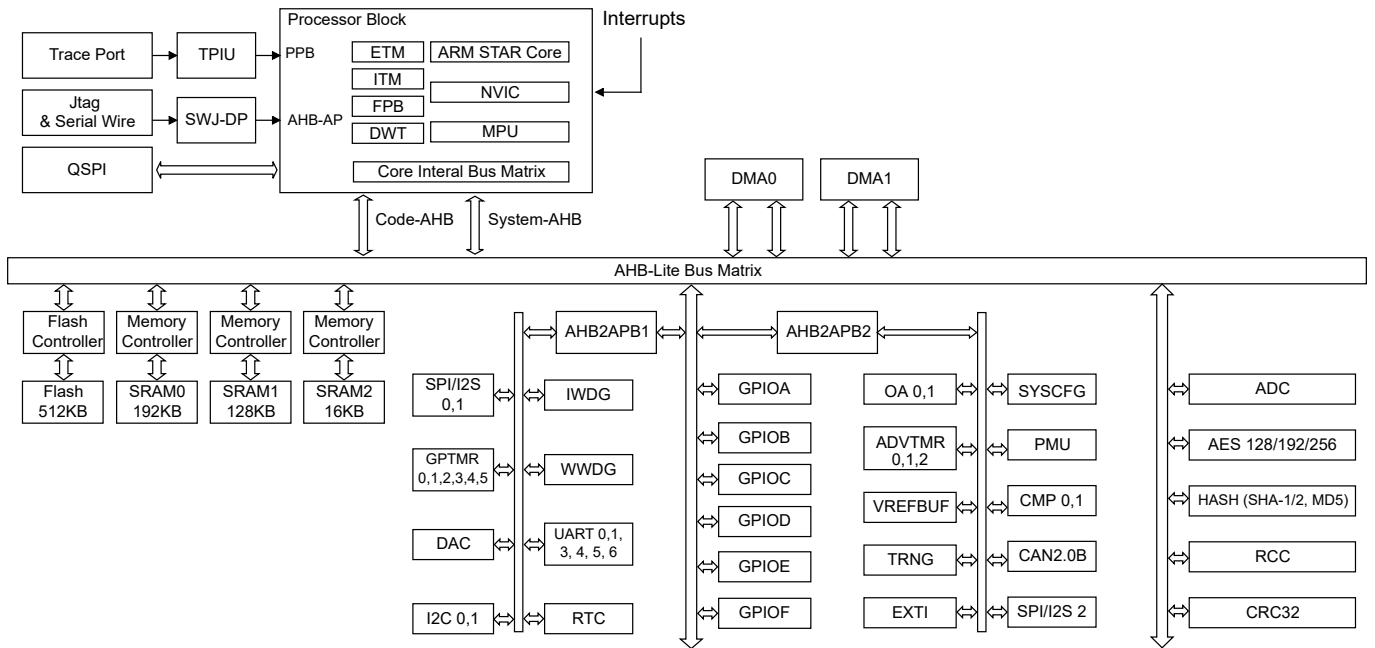 Processor Block
Interrupts
Trace Port
TPIU
PPB
ETM
ARM STAR Core
ITM
NVIC
Jtag
& Serial Wire
SWJ-DP
AHB-AP
FPB
DWT
MPU
QSPI
Core Interal Bus Matrix
DMA0
DMA1
Code-AHB
System-AHB
AHB-Lite Bus Matrix
Flash
Controller
Memory
Controller
Memory
Controller
Memory
Controller
Flash
512KB
SRAM0
192KB
SRAM1
128KB
SRAM2
16KB
AHB2APB1
AHB2APB2
SPI/I2S
0,1
IWDG
GPTMR
0,1,2,3,4,5
WWDG
DAC
UART 0,1,
3, 4, 5, 6
I2C 0,1
RTC
GPIOA
GPIOB
GPIOC
GPIOD
GPIOE
GPIOF
OA 0,1
SYSCFG
ADVTMR
0,1,2
PMU
VREFBUF
CMP 0,1
TRNG
CAN2.0B
EXTI
SPI/I2S 2
ADC
AES 128/192/256
HASH (SHA-1/2, MD5)
RCC
CRC32